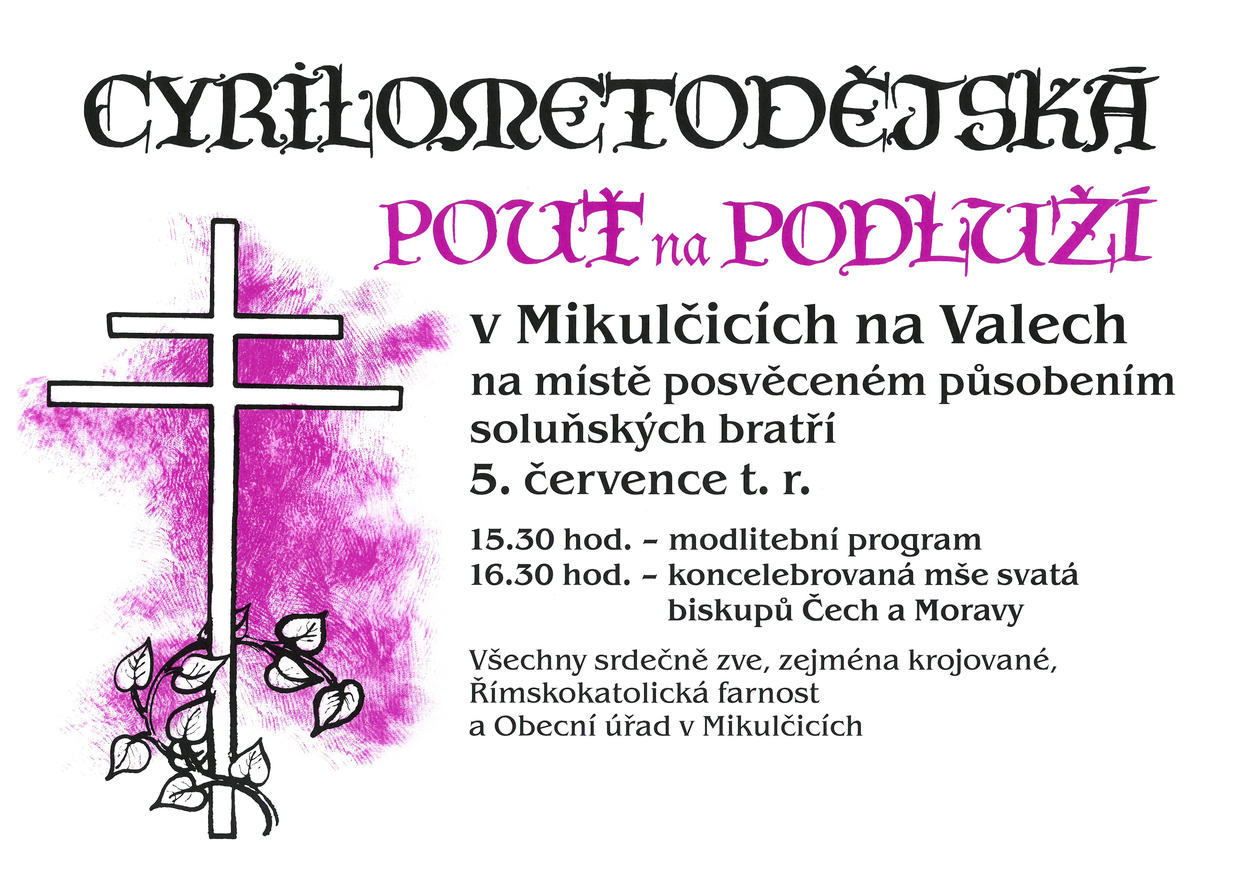 CYRILOMETODĚJSKÁ
POUŤ na PODLUŽÍ
v Mikulčicích na Valech
na místě posvěceném působením
soluňských bratří
5. července t. r.
15.30 hod. – modlitební program
16.30 hod. – koncelebrovaná mše svatá
biskupů Čech a Moravy
Všechny srdečně zve, zejména krojované,
Římskokatolická farnost
a Obecní úřad v Mikulčicích